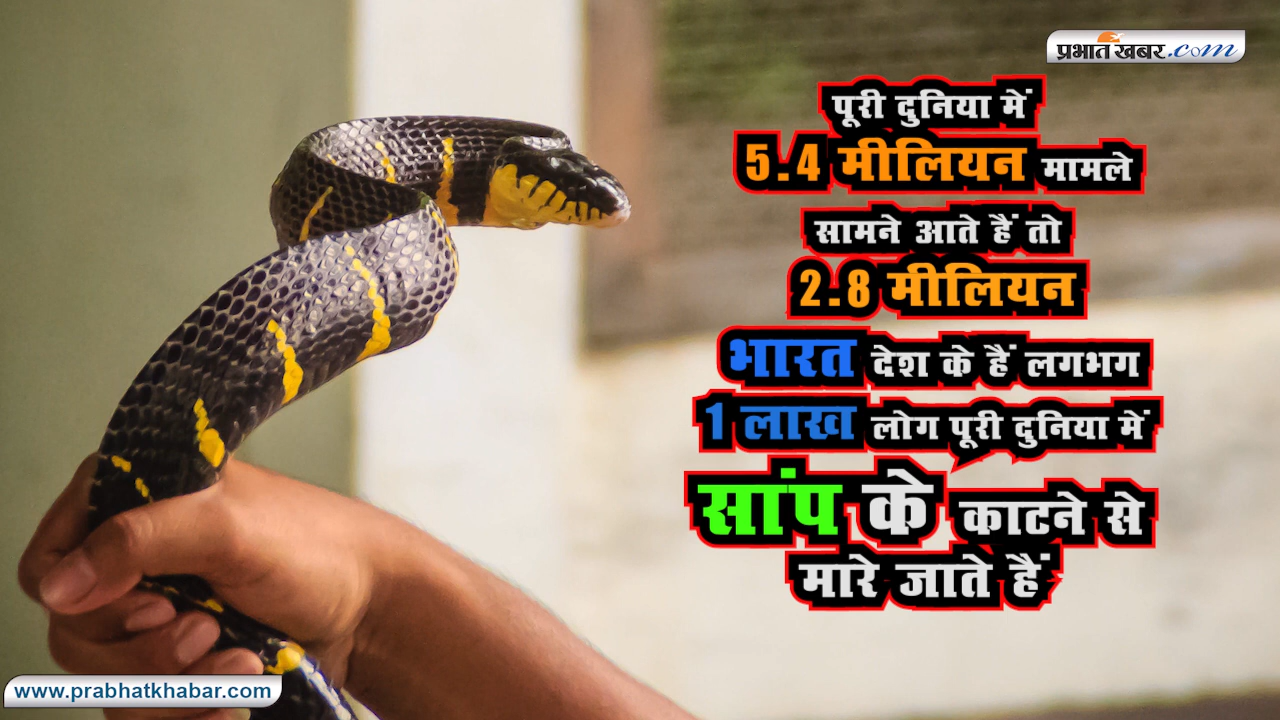 प्रभात खबर.com
पूरी दुनिया में
5.4 मीलियन मामले
सामने आते हैं तो
2.8 मीलियन
भारत देश के हैं लगभग
1 लाख लोग पूरी दुनिया में
सांप के काटने से
मारे जाते हैं
www.prabhatkhabar.com